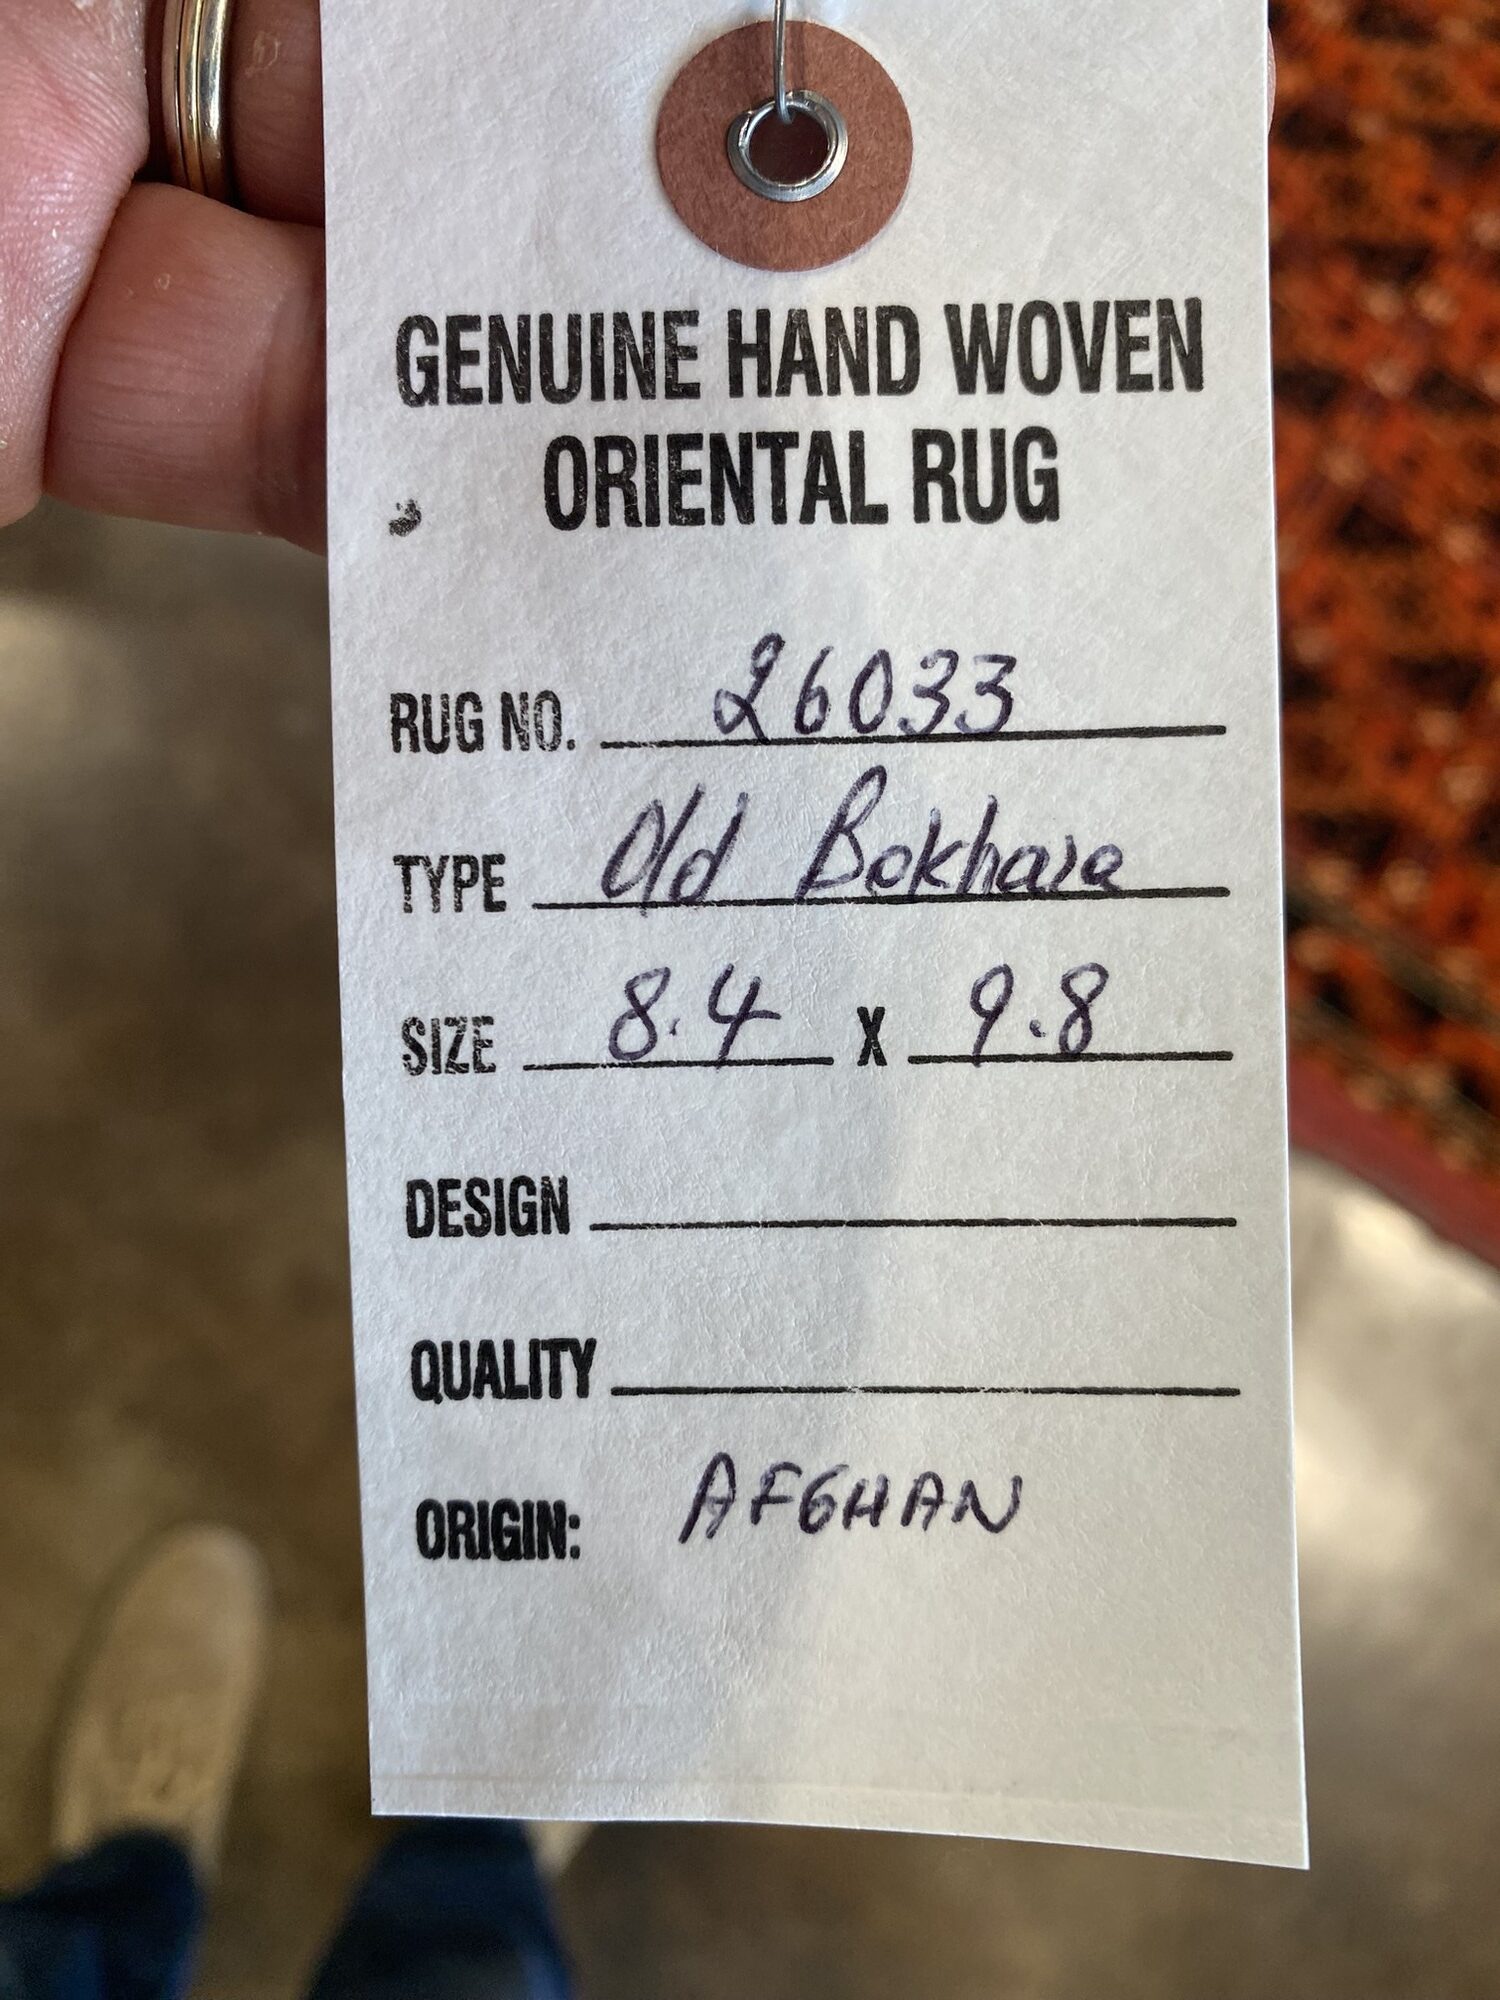 GENUINE HAND WOVEN
ORIENTAL RUG
RUG NO. 26033
TYPE Old Bokhara
SIZE 8.4 X 9.8
DESIGN
QUALITY
ORIGIN: AFGHAN